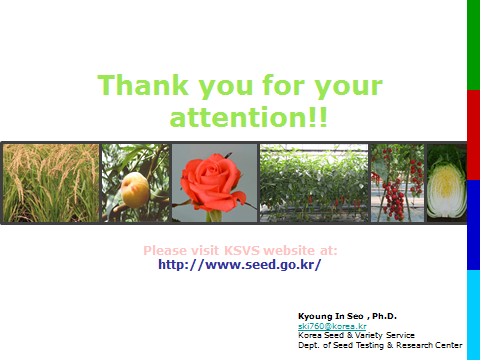 Thank you for your
attention!!
Please visit KSVS website at:
http://www.seed.go.kr/
Kyoung In Seo , Ph.D.
ski760@korea.kr
Korea Seed & Variety Service
Dept. of Seed Testing & Research Center